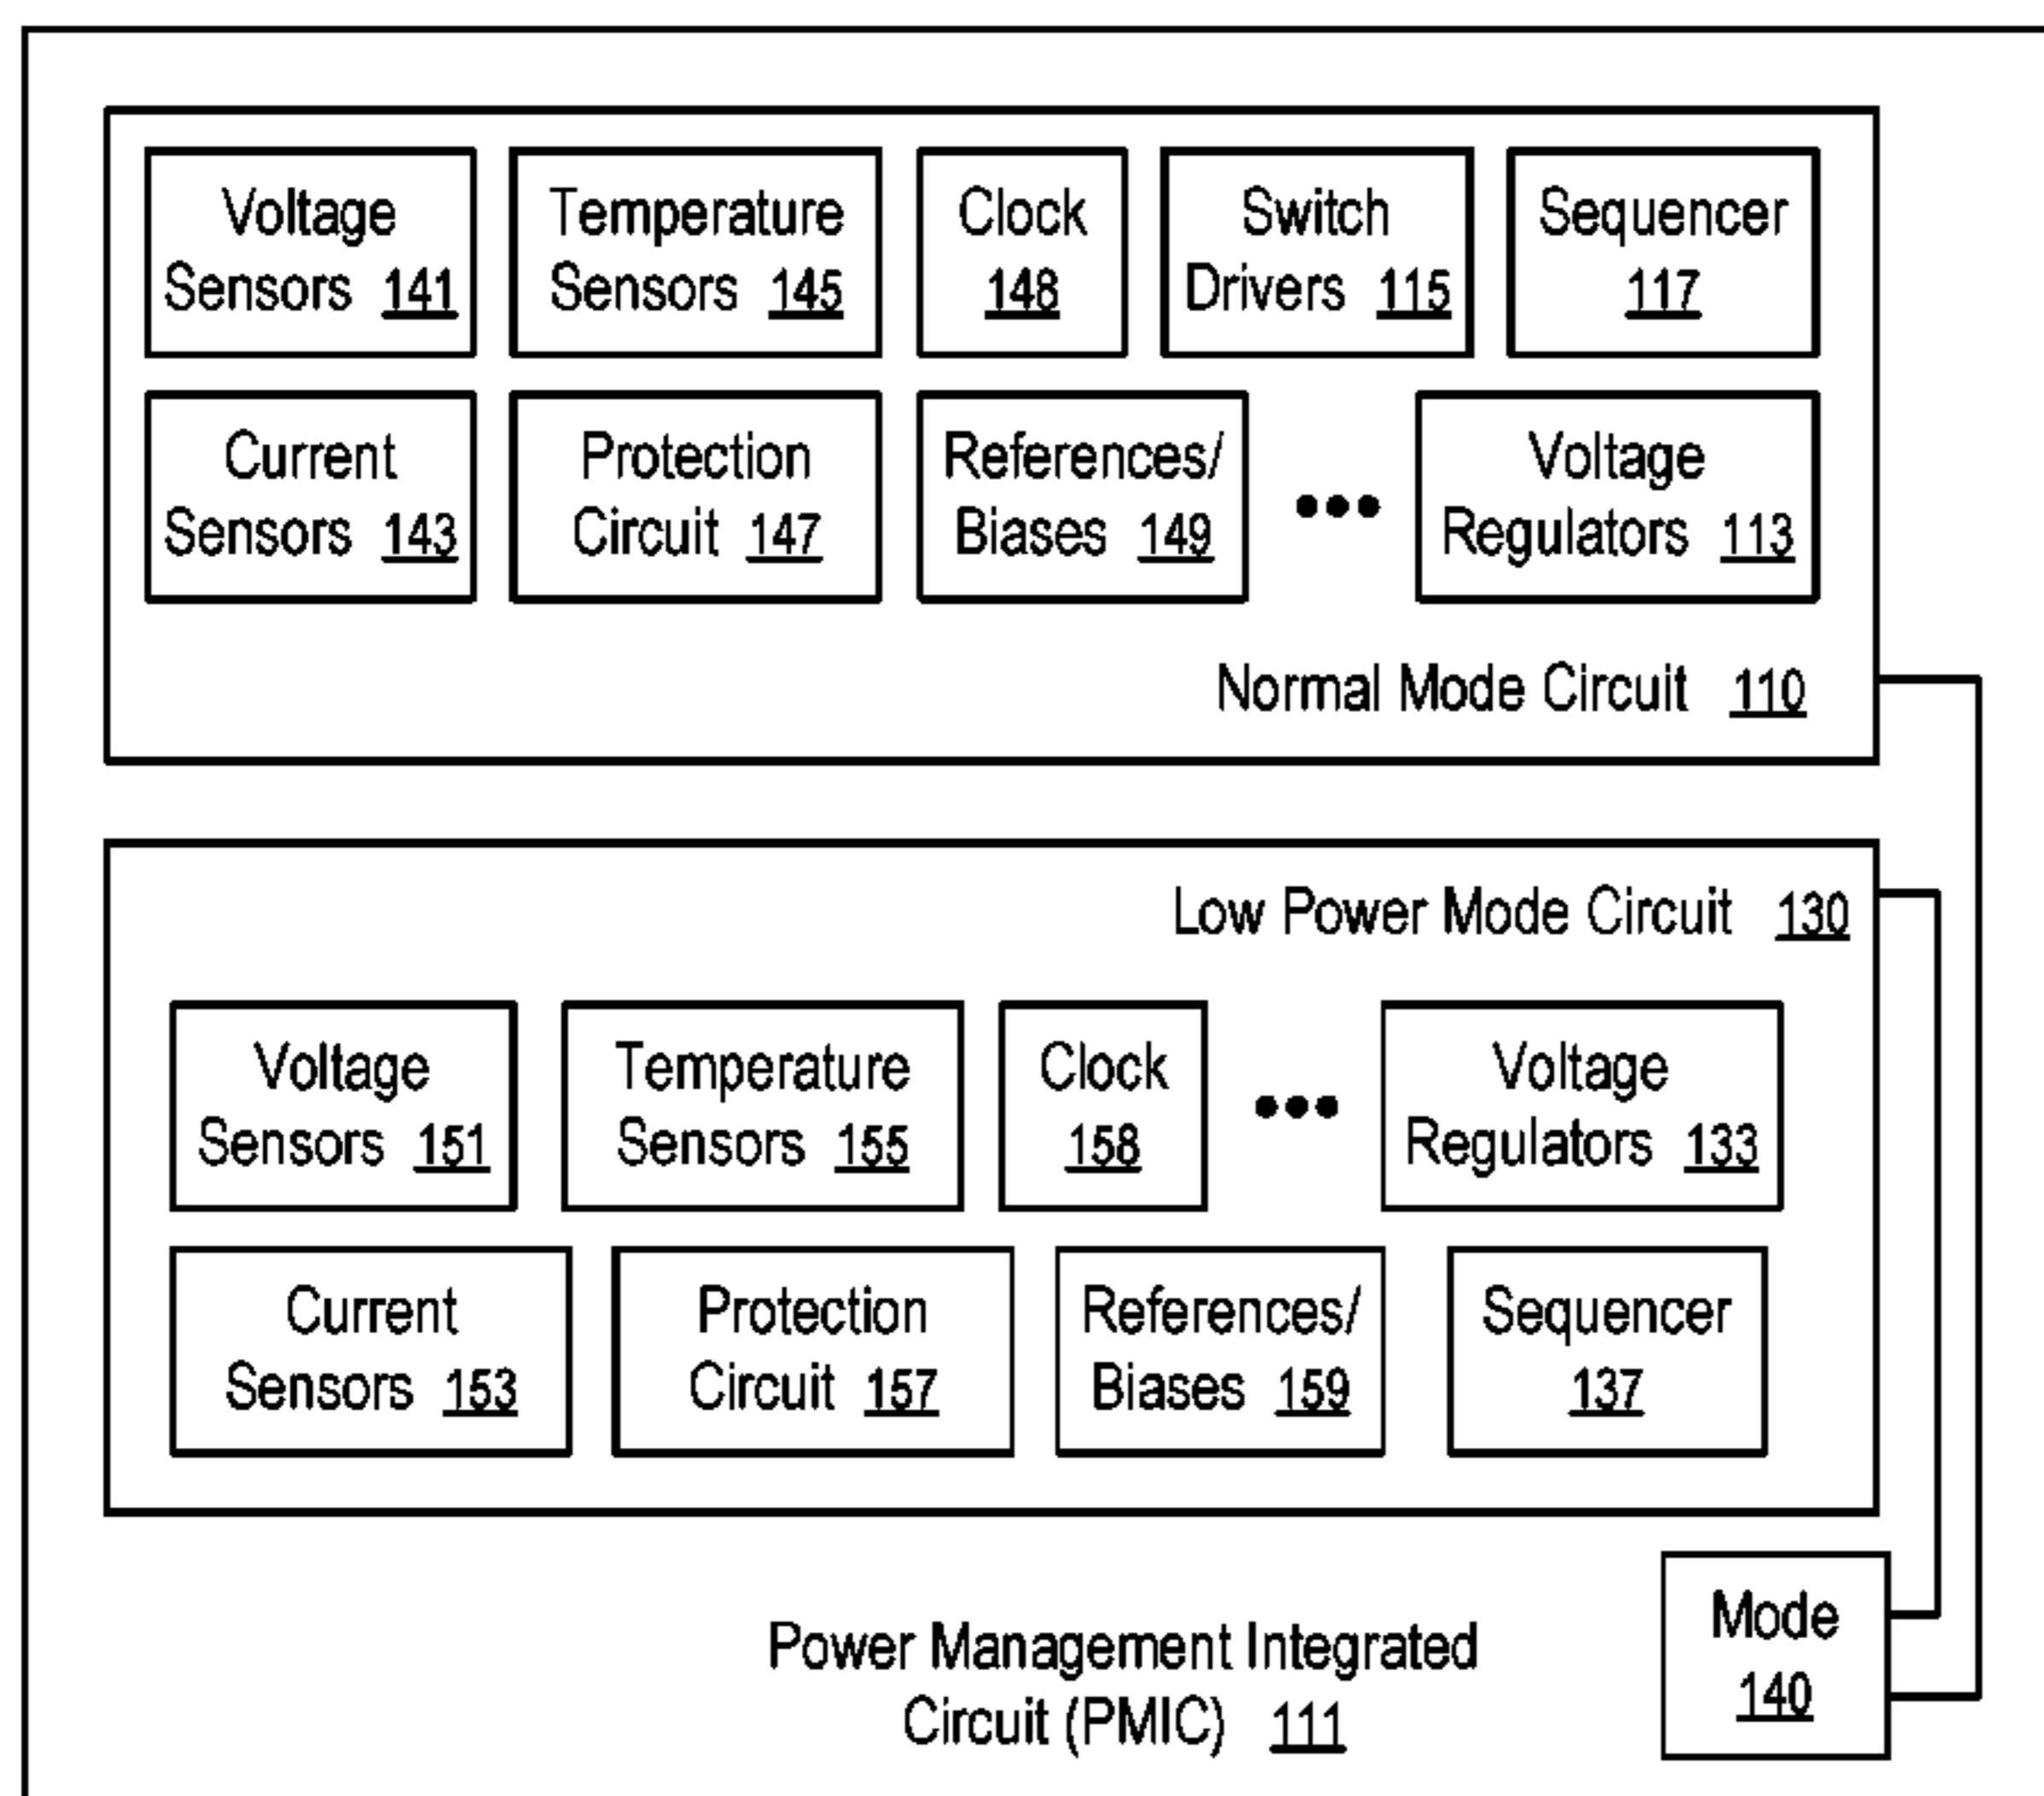 Voltage
Sensors 141
Temperature
Sensors 145
Clock
148
Switch
Drivers 115
Sequencer
117
Current
Sensors 143
Protection
Circuit 147
References/
Biases 149
Voltage
Regulators 113
Normal Mode Circuit 110
Low Power Mode Circuit 130
Voltage
Sensors 151
Temperature
Sensors 155
Clock
158
Voltage
Regulators 133
Current
Sensors 153
Protection
Circuit 157
References/
Biases 159
Sequencer
137
Power Management Integrated
Circuit (PMIC) 111
Mode
140